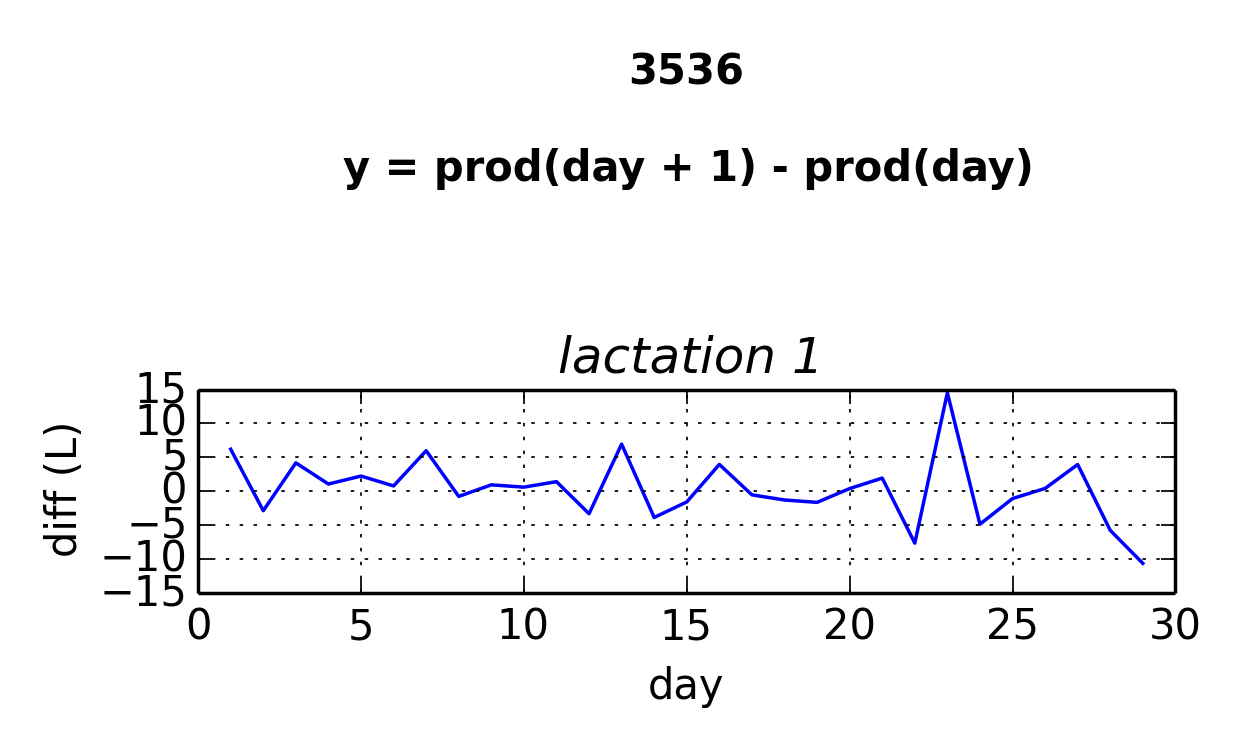 3536
y = prod(day + 1) - prod(day)
lactation 1
diff (L)
15
10
5
0
−5
−10
−15
0 5 10 15 20 25 30
day